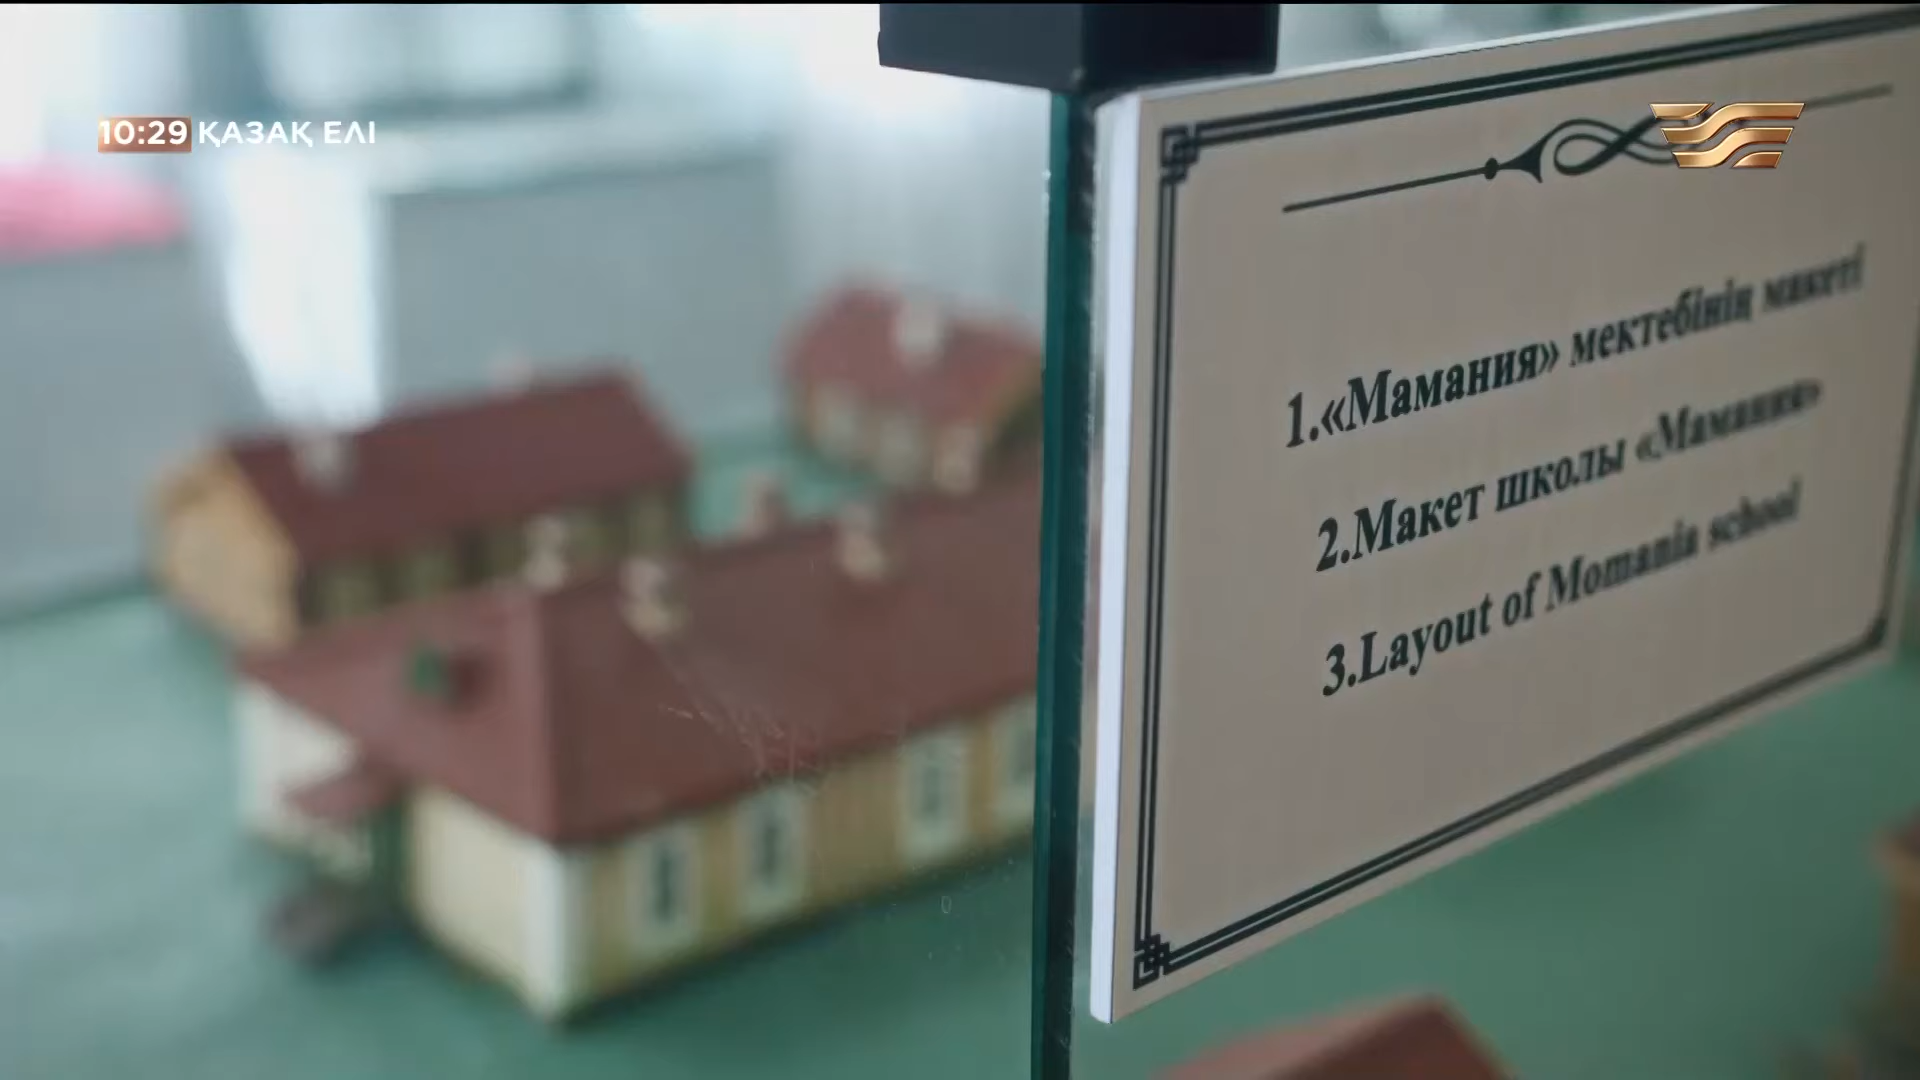 10:29 ҚАЗАҚ ЕЛІ
1.«Мамания» мектебінің макеті
2.Макет школы «Мамания»
3.Layout of Momania school